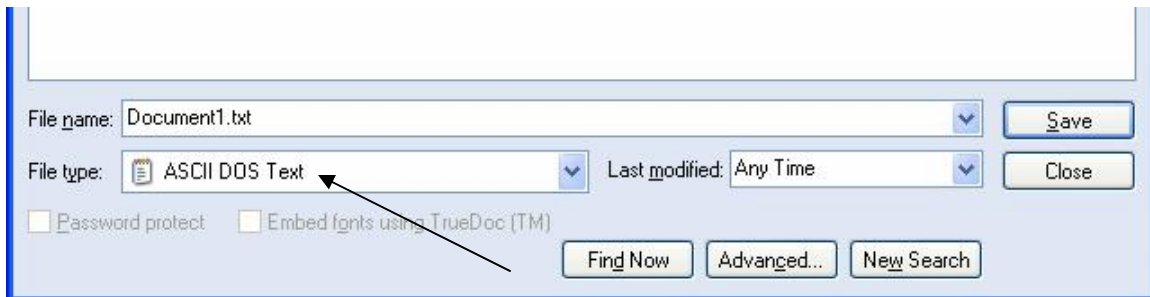 File name: Document1.txt Save
File type: ASCII DOS Text Last modified: Any Time Close
Password protect Embed fonts using TrueDoc (TM)
Find Now Advanced... New Search